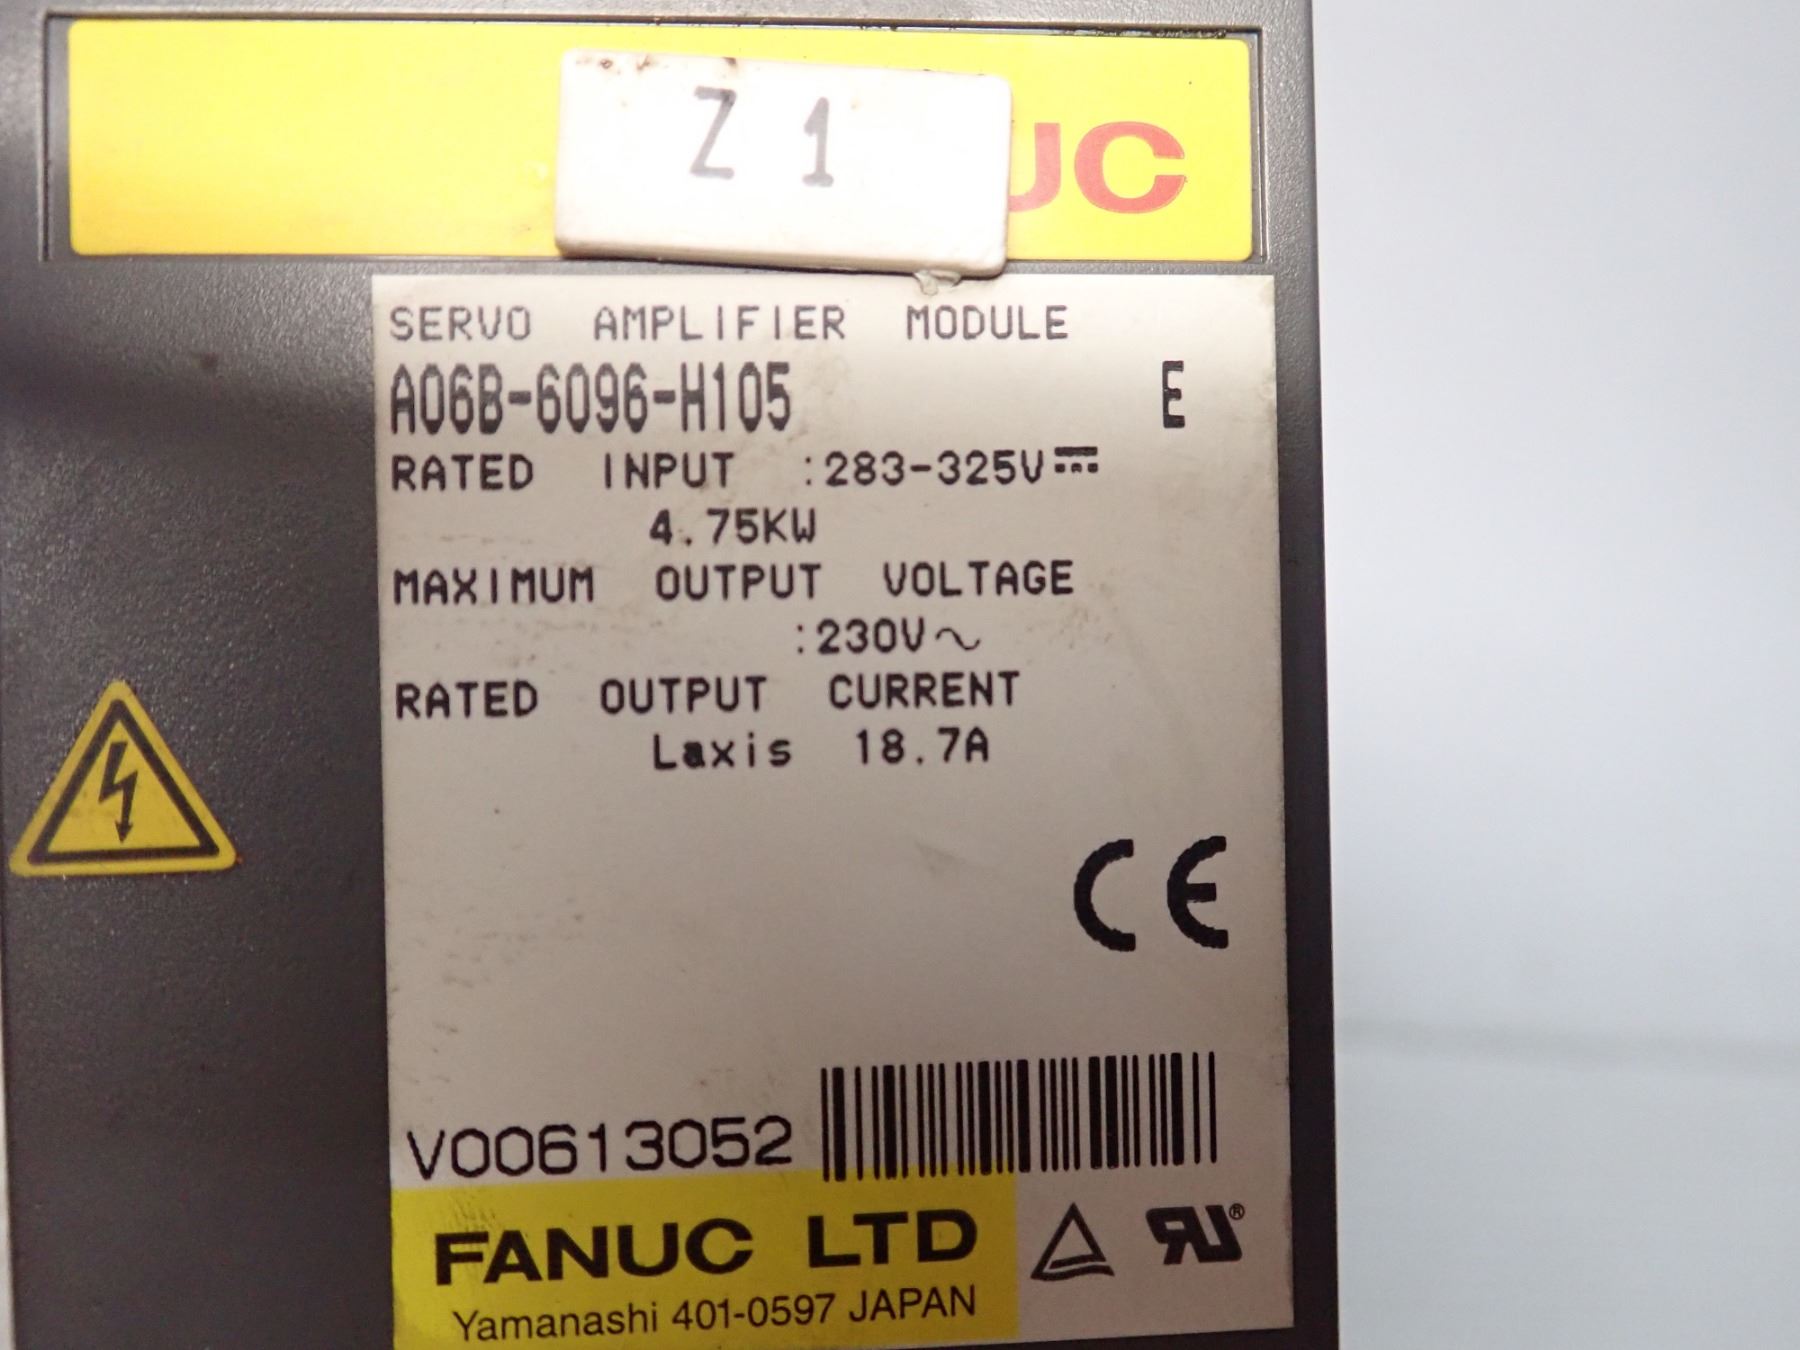 Z 1
UC
SERVO AMPLIFIER MODULE
A06B-6096-H105 E
RATED INPUT :283-325V⎓
4.75KW
MAXIMUM OUTPUT VOLTAGE
:230V~
RATED OUTPUT CURRENT
Laxis 18.7A
CE
V00613052
FANUC LTD
Yamanashi 401-0597 JAPAN
RU®